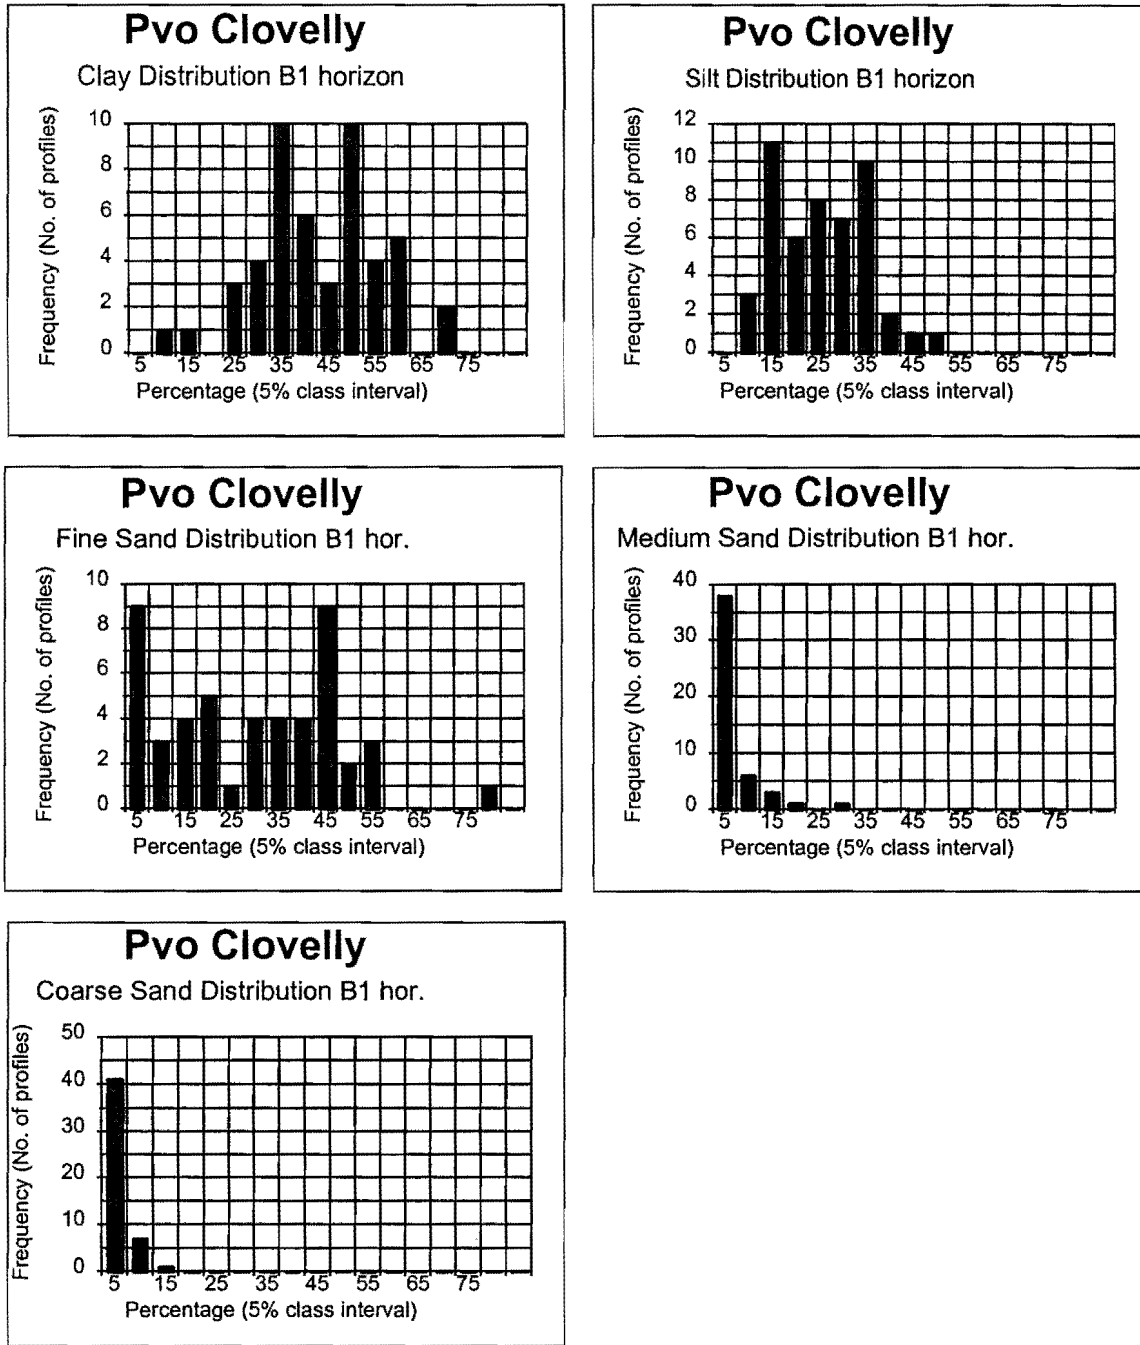 Pvo Clovelly
Clay Distribution B1 horizon
Frequency (No. of profiles)
10
8
6
4
2
0
5 15 25 35 45 55 65 75
Percentage (5% class interval)
Pvo Clovelly
Silt Distribution B1 horizon
Frequency (No. of profiles)
12
10
8
6
4
2
0
5 15 25 35 45 55 65 75
Percentage (5% class interval)
Pvo Clovelly
Fine Sand Distribution B1 hor.
Frequency (No. of profiles)
10
8
6
4
2
0
5 15 25 35 45 55 65 75
Percentage (5% class interval)
Pvo Clovelly
Medium Sand Distribution B1 hor.
Frequency (No. of profiles)
40
30
20
10
0
5 15 25 35 45 55 65 75
Percentage (5% class interval)
Pvo Clovelly
Coarse Sand Distribution B1 hor.
Frequency (No. of profiles)
50
40
30
20
10
0
5 15 25 35 45 55 65 75
Percentage (5% class interval)